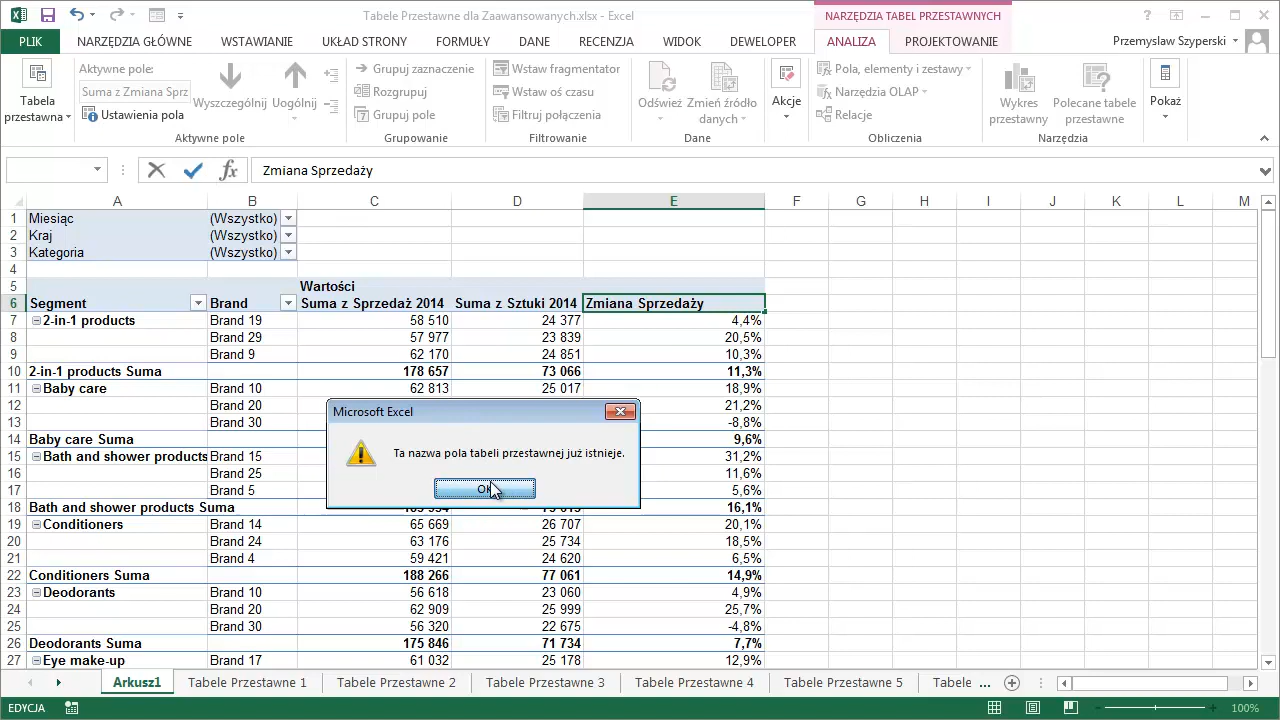 Tabele Przestawne dla Zaawansowanych.xlsx - Excel
NARZĘDZIA TABEL PRZESTAWNYCH
PLIK NARZĘDZIA GŁÓWNE WSTAWIANIE UKŁAD STRONY FORMUŁY DANE RECENZJA WIDOK DEVELOPER ANALIZA PROJEKTOWANIE Przemyslaw Szyperski
Tabela przestawna
Aktywne pole:
Suma z Zmiana Sprz
Ustawienia pola
Wyszczególnij
Uogólnij
Aktywne pole
Grupuj zaznaczenie
Rozgrupuj
Grupuj pole
Grupowanie
Wstaw fragmentator
Wstaw oś czasu
Filtruj połączenia
Filtrowanie
Odśwież
Zmień źródło danych
Dane
Akcje
Pola, elementy i zestawy
Narzędzia OLAP
Relacje
Obliczenia
Wykres przestawny
Polecane tabele przestawne
Narzędzia
Pokaż
fx Zmiana Sprzedaży
A B C D E F G H I J K L M
1 Miesiąc (Wszystko)
2 Kraj (Wszystko)
3 Kategoria (Wszystko)
4
5 Wartości
6 Segment Brand Suma z Sprzedaż 2014 Suma z Sztuki 2014 Zmiana Sprzedaży
7 2-in-1 products Brand 19 58 510 24 377 4,4%
8 Brand 29 57 977 23 839 20,5%
9 Brand 9 62 170 24 851 10,3%
10 2-in-1 products Suma 178 657 73 066 11,3%
11 Baby care Brand 10 62 813 25 017 18,9%
12 Brand 20 21,2%
13 Brand 30 -8,8%
14 Baby care Suma 9,6%
15 Bath and shower products Brand 15 31,2%
16 Brand 25 11,6%
17 Brand 5 5,6%
18 Bath and shower products Suma 16,1%
19 Conditioners Brand 14 65 669 26 707 20,1%
20 Brand 24 63 176 25 734 18,5%
21 Brand 4 59 421 24 620 6,5%
22 Conditioners Suma 188 266 77 061 14,9%
23 Deodorants Brand 10 56 618 23 060 4,9%
24 Brand 20 62 909 25 999 25,7%
25 Brand 30 56 320 22 675 -4,8%
26 Deodorants Suma 175 846 71 734 7,7%
27 Eye make-up Brand 17 61 032 25 178 12,9%
Microsoft Excel
Ta nazwa pola tabeli przestawnej już istnieje.
OK
Arkusz1 Tabele Przestawne 1 Tabele Przestawne 2 Tabele Przestawne 3 Tabele Przestawne 4 Tabele Przestawne 5 Tabele ...
EDYCJA 100%